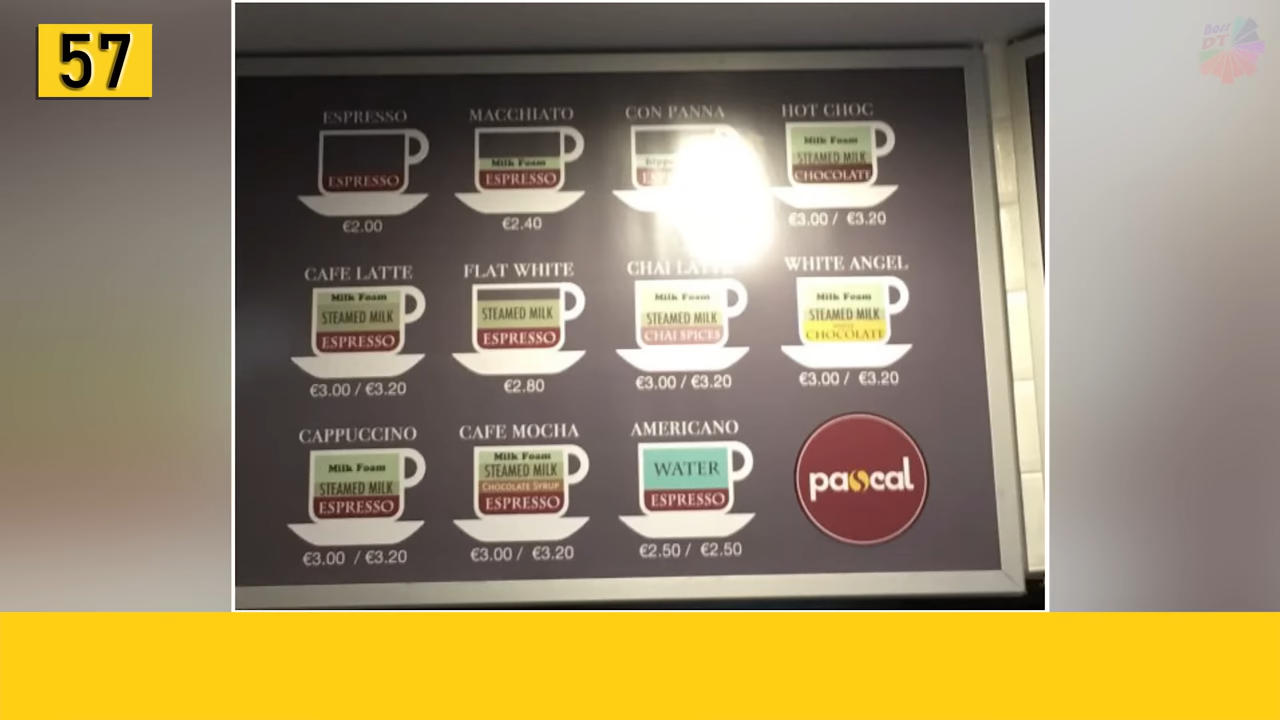 57
Boss
DT
ESPRESSO
ESPRESSO
€2.00
MACCHIATO
Milk Foam
ESPRESSO
€2.40
CON PANNA
HOT CHOC
Milk Foam
STEAMED MILK
CHOCOLATE
€3.00 / €3.20
CAFE LATTE
Milk Foam
STEAMED MILK
ESPRESSO
€3.00 / €3.20
FLAT WHITE
STEAMED MILK
ESPRESSO
€2.80
CHAI LATTE
Milk Foam
STEAMED MILK
CHAI SPICES
€3.00 / €3.20
WHITE ANGEL
Milk Foam
STEAMED MILK
CHOCOLATE
€3.00 / €3.20
CAPPUCCINO
Milk Foam
STEAMED MILK
ESPRESSO
€3.00 / €3.20
CAFE MOCHA
Milk Foam
STEAMED MILK
CHOCOLATE SYRUP
ESPRESSO
€3.00 / €3.20
AMERICANO
WATER
ESPRESSO
€2.50 / €2.50
pascal